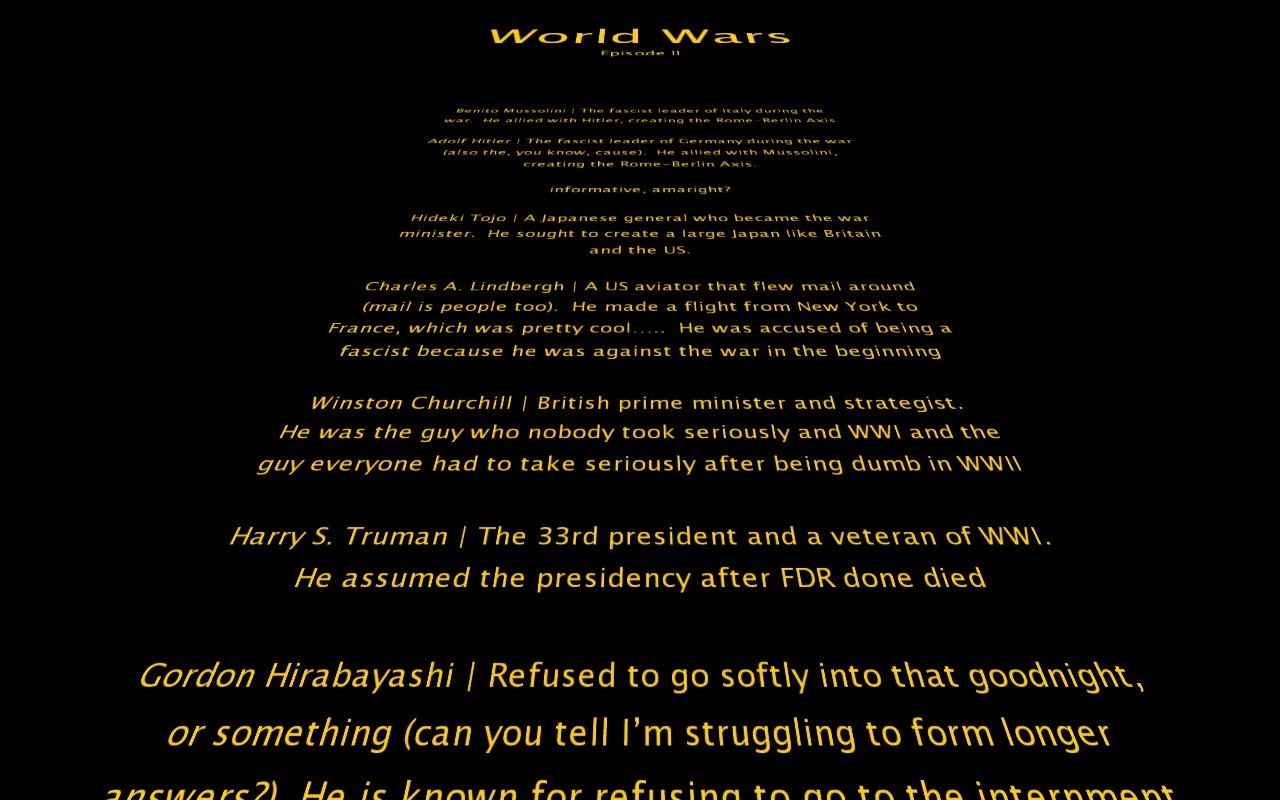 World Wars
Episode II
Benito Mussolini | The fascist leader of Italy during the
war.  He allied with Hitler, creating the Rome-Berlin Axis
Adolf Hitler | The fascist leader of Germany during the war
(also the, you know, cause).  He allied with Mussolini,
creating the Rome-Berlin Axis.
informative, amaright?
Hideki Tojo | A Japanese general who became the war
minister.  He sought to create a large Japan like Britain
and the US.
Charles A. Lindbergh | A US aviator that flew mail around
(mail is people too).  He made a flight from New York to
France, which was pretty cool.....  He was accused of being a
fascist because he was against the war in the beginning
Winston Churchill | British prime minister and strategist.
He was the guy who nobody took seriously and WWI and the
guy everyone had to take seriously after being dumb in WWII
Harry S. Truman | The 33rd president and a veteran of WWI.
He assumed the presidency after FDR done died
Gordon Hirabayashi | Refused to go softly into that goodnight,
or something (can you tell I'm struggling to form longer
answers?). He is known for refusing to go to the internment